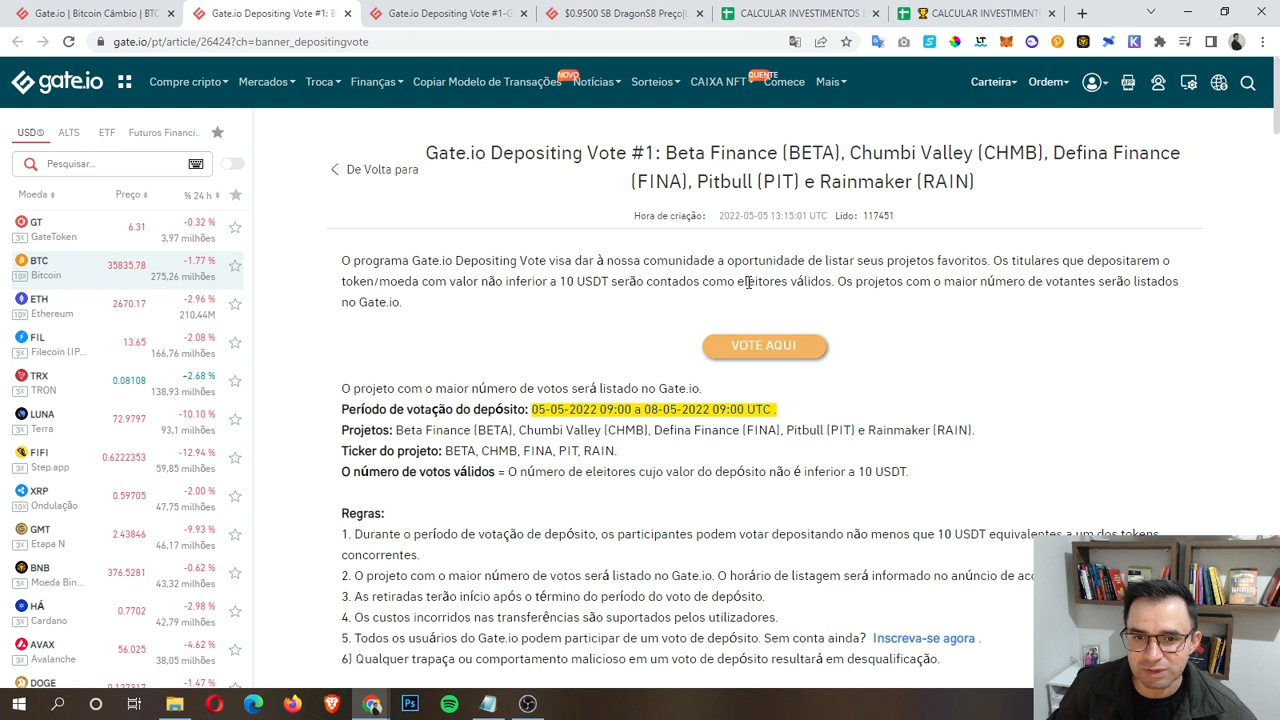 Gate.io | Bitcoin Câmbio | BTC
Gate.io Depositing Vote #1: B
Gate.io Depositing Vote #1-G
$0.9500 SB DragonSB Preço|L
CALCULAR INVESTIMENTOS
CALCULAR INVESTIMENT
gate.io/pt/article/26424?ch=banner_depositingvote
gate.io
Compre cripto
Mercados
Troca
Finanças
Copiar Modelo de Transações
NOVO
Notícias
Sorteios
CAIXA NFT
QUENTE
Comece
Mais
Carteira
Ordem
USDⓈ ALTS ETF Futuros Financi..
Pesquisar...
Moeda Preço % 24 h
GT 6.31 -0.32 %
3X GateToken 3,97 milhões
BTC 35835.78 -1.77 %
10X Bitcoin 275,26 milhões
ETH 2670.17 -2.96 %
10X Ethereum 210,44M
FIL 13.65 -2.08 %
5X Filecoin [IP... 166,76 milhões
TRX 0.08108 +2.68 %
5X TRON 138,93 milhões
LUNA 72.9797 -10.10 %
5X Terra 93,1 milhões
FIFI 0.6222353 -12.94 %
Step.app 59,85 milhões
XRP 0.59705 -2.00 %
10X Ondulação 47,75 milhões
GMT 2.43846 -9.93 %
3X Etapa N 46,17 milhões
BNB 376.5281 -0.62 %
5X Moeda Bin... 43,32 milhões
HÁ 0.7702 -2.98 %
3X Cardano 42,79 milhões
AVAX 56.025 -4.62 %
3X Avalanche 38,05 milhões
DOGE 0.127317 -1.47 %
De Volta para
Gate.io Depositing Vote #1: Beta Finance (BETA), Chumbi Valley (CHMB), Defina Finance
(FINA), Pitbull (PIT) e Rainmaker (RAIN)
Hora de criação: 2022-05-05 13:15:01 UTC Lido: 117451
O programa Gate.io Depositing Vote visa dar à nossa comunidade a oportunidade de listar seus projetos favoritos. Os titulares que depositarem o
token/moeda com valor não inferior a 10 USDT serão contados como eleitores válidos. Os projetos com o maior número de votantes serão listados
no Gate.io.
VOTE AQUI
O projeto com o maior número de votos será listado no Gate.io.
Período de votação do depósito: 05-05-2022 09:00 a 08-05-2022 09:00 UTC .
Projetos: Beta Finance (BETA), Chumbi Valley (CHMB), Defina Finance (FINA), Pitbull (PIT) e Rainmaker (RAIN).
Ticker do projeto: BETA, CHMB, FINA, PIT, RAIN.
O número de votos válidos = O número de eleitores cujo valor do depósito não é inferior a 10 USDT.
Regras:
1. Durante o período de votação de depósito, os participantes podem votar depositando não menos que 10 USDT equivalentes a um dos tokens
concorrentes.
2. O projeto com o maior número de votos será listado no Gate.io. O horário de listagem será informado no anúncio de
3. As retiradas terão início após o término do período do voto de depósito.
4. Os custos incorridos nas transferências são suportados pelos utilizadores.
5. Todos os usuários do Gate.io podem participar de um voto de depósito. Sem conta ainda? Inscreva-se agora .
6) Qualquer trapaça ou comportamento malicioso em um voto de depósito resultará em desqualificação.